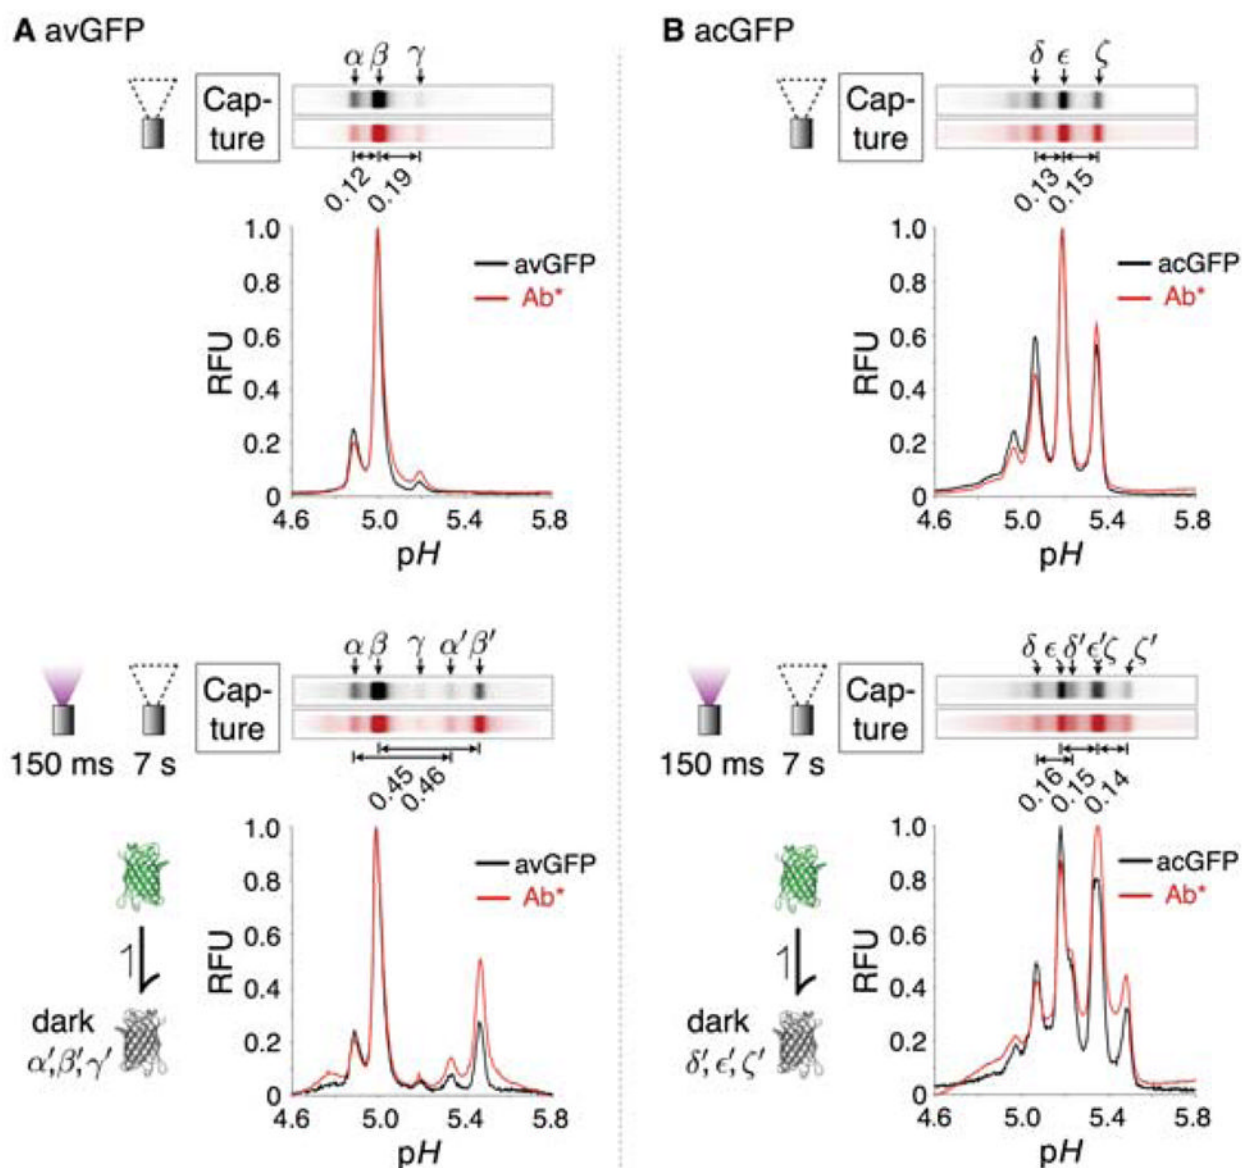 A avGFP
α β γ
Cap-
ture
0.12 0.19
1.0
0.8
0.6
0.4
0.2
0
RFU
avGFP
Ab*
4.6 5.0 5.4 5.8
pH
α β γ α′ β′
Cap-
ture
150 ms 7 s
0.45
0.46
1.0
0.8
0.6
0.4
0.2
0
RFU
avGFP
Ab*
dark
α′,β′,γ′
4.6 5.0 5.4 5.8
pH
B acGFP
δ ϵ ζ
Cap-
ture
0.13 0.15
1.0
0.8
0.6
0.4
0.2
0
RFU
acGFP
Ab*
4.6 5.0 5.4 5.8
pH
δ ϵ δ′ ϵ′ ζ ζ′
Cap-
ture
150 ms 7 s
0.16 0.15 0.14
1.0
0.8
0.6
0.4
0.2
0
RFU
acGFP
Ab*
dark
δ′,ϵ′,ζ′
4.6 5.0 5.4 5.8
pH